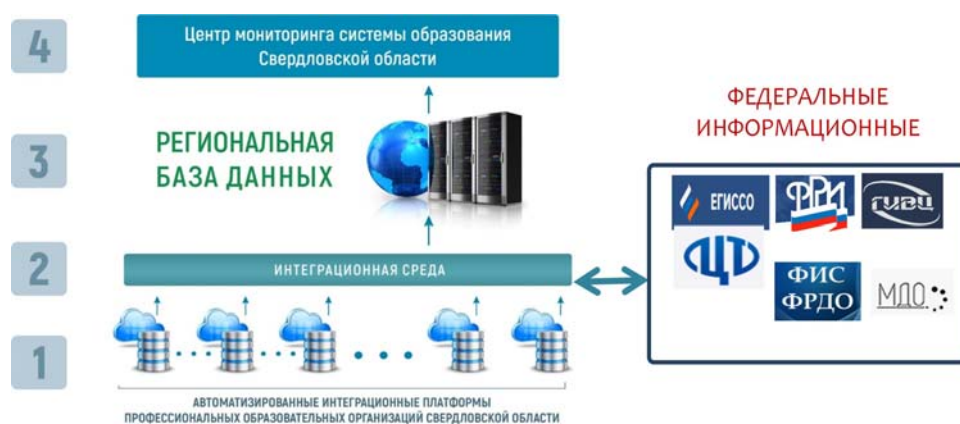 4
Центр мониторинга системы образования
Свердловской области
3
РЕГИОНАЛЬНАЯ
БАЗА ДАННЫХ
2
ИНТЕГРАЦИОННАЯ СРЕДА
1
АВТОМАТИЗИРОВАННЫЕ ИНТЕГРАЦИОННЫЕ ПЛАТФОРМЫ
ПРОФЕССИОНАЛЬНЫХ ОБРАЗОВАТЕЛЬНЫХ ОРГАНИЗАЦИЙ СВЕРДЛОВСКОЙ ОБЛАСТИ
ФЕДЕРАЛЬНЫЕ
ИНФОРМАЦИОННЫЕ
ЕГИССО
ФРИ
ГИВЦ
ФЦТ
ФИС
ФРДО
МДО